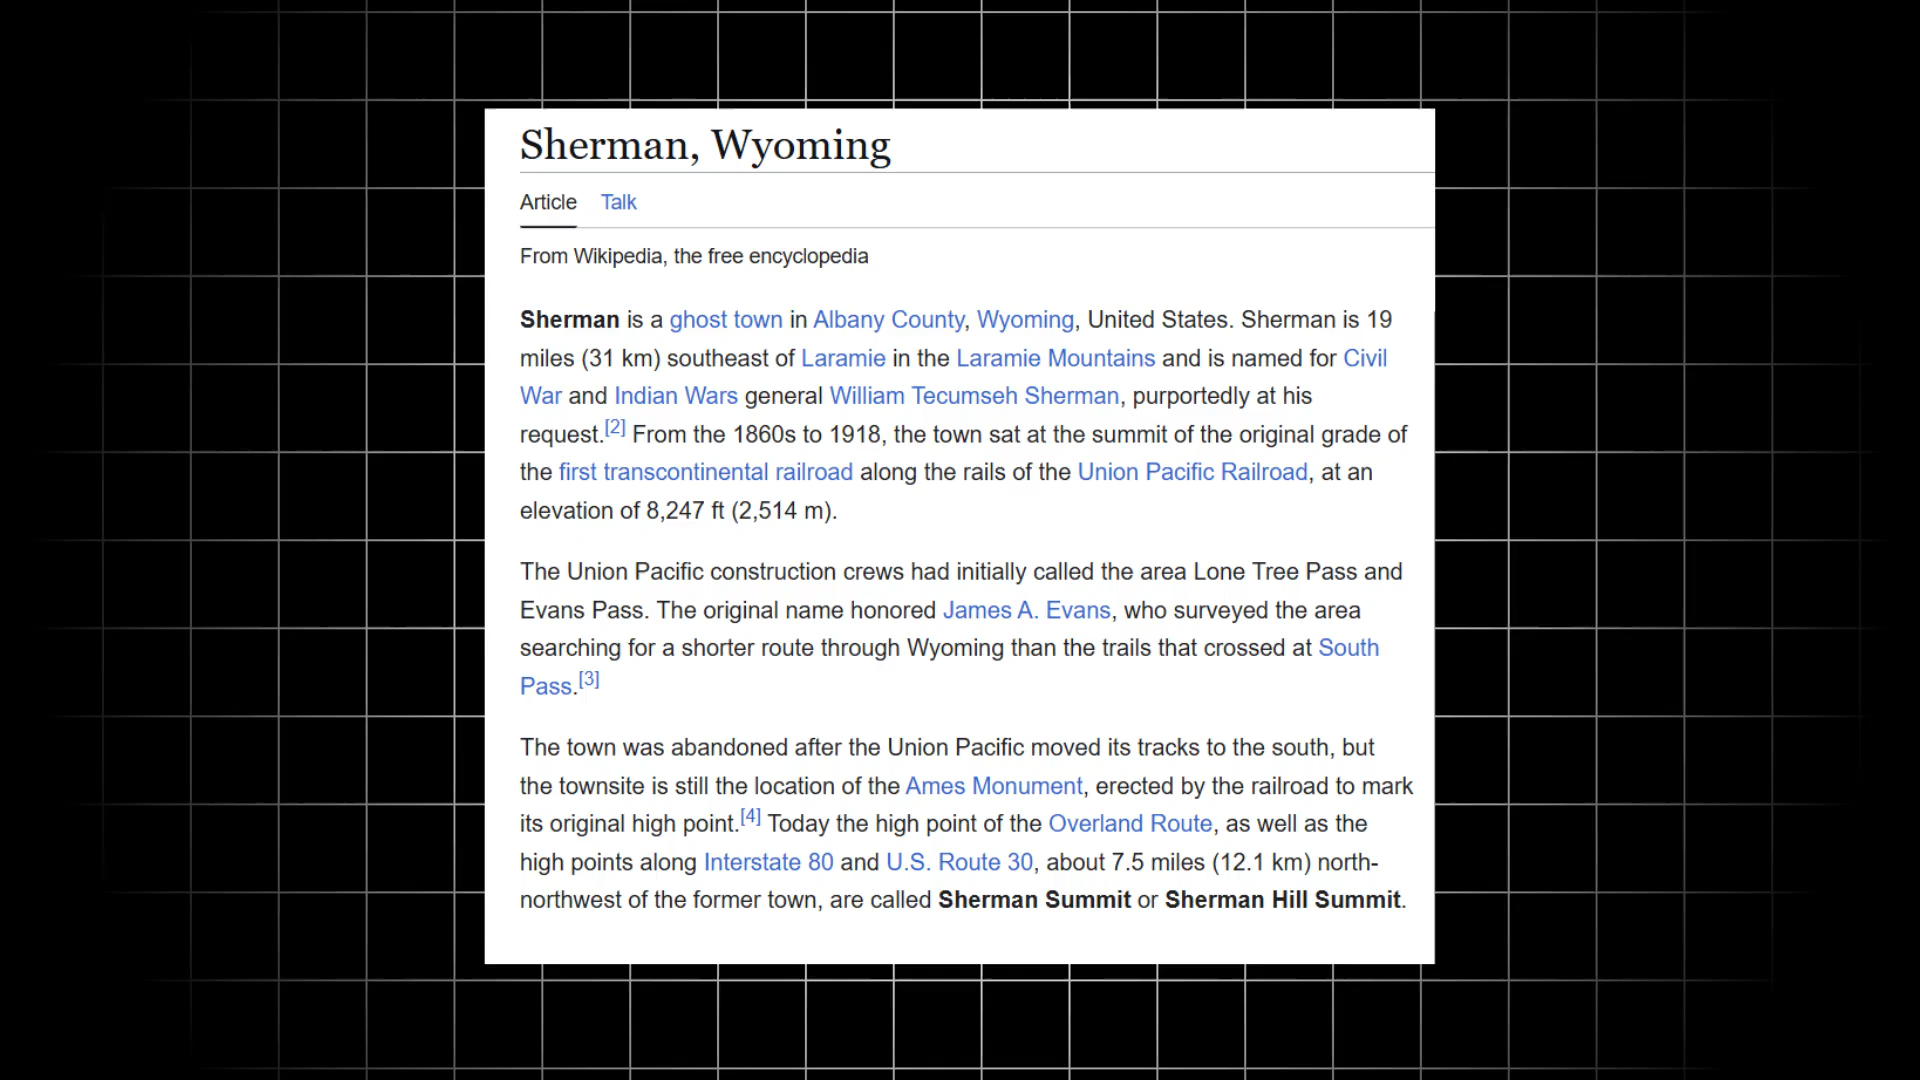 Sherman, Wyoming
Article Talk
From Wikipedia, the free encyclopedia
Sherman is a ghost town in Albany County, Wyoming, United States. Sherman is 19
miles (31 km) southeast of Laramie in the Laramie Mountains and is named for Civil
War and Indian Wars general William Tecumseh Sherman, purportedly at his
request.[2] From the 1860s to 1918, the town sat at the summit of the original grade of
the first transcontinental railroad along the rails of the Union Pacific Railroad, at an
elevation of 8,247 ft (2,514 m).
The Union Pacific construction crews had initially called the area Lone Tree Pass and
Evans Pass. The original name honored James A. Evans, who surveyed the area
searching for a shorter route through Wyoming than the trails that crossed at South
Pass.[3]
The town was abandoned after the Union Pacific moved its tracks to the south, but
the townsite is still the location of the Ames Monument, erected by the railroad to mark
its original high point.[4] Today the high point of the Overland Route, as well as the
high points along Interstate 80 and U.S. Route 30, about 7.5 miles (12.1 km) north-
northwest of the former town, are called Sherman Summit or Sherman Hill Summit.